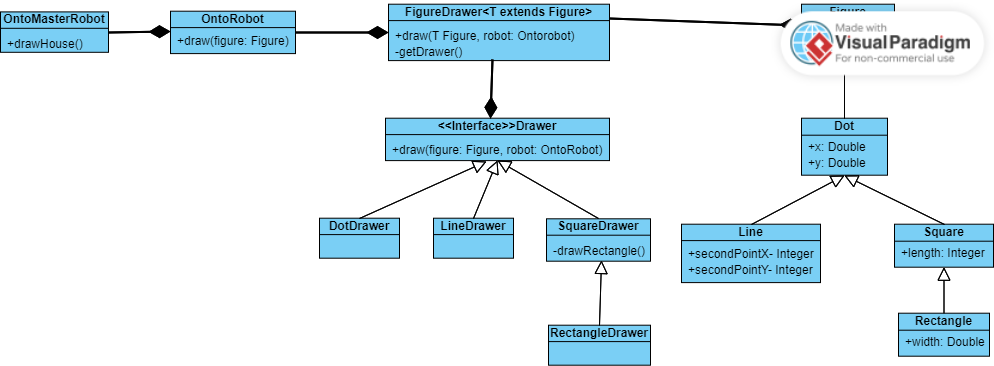 OntoMasterRobot
+drawHouse()
OntoRobot
+draw(figure: Figure)
FigureDrawer<T extends Figure>
+draw(T Figure, robot: Ontorobot)
-getDrawer()
Figure
Made with
VisualParadigm
For non-commercial use
<<Interface>>Drawer
+draw(figure: Figure, robot: OntoRobot)
Dot
+x: Double
+y: Double
DotDrawer
LineDrawer
SquareDrawer
-drawRectangle()
Line
+secondPointX- Integer
+secondPointY- Integer
Square
+length: Integer
RectangleDrawer
Rectangle
+width: Double